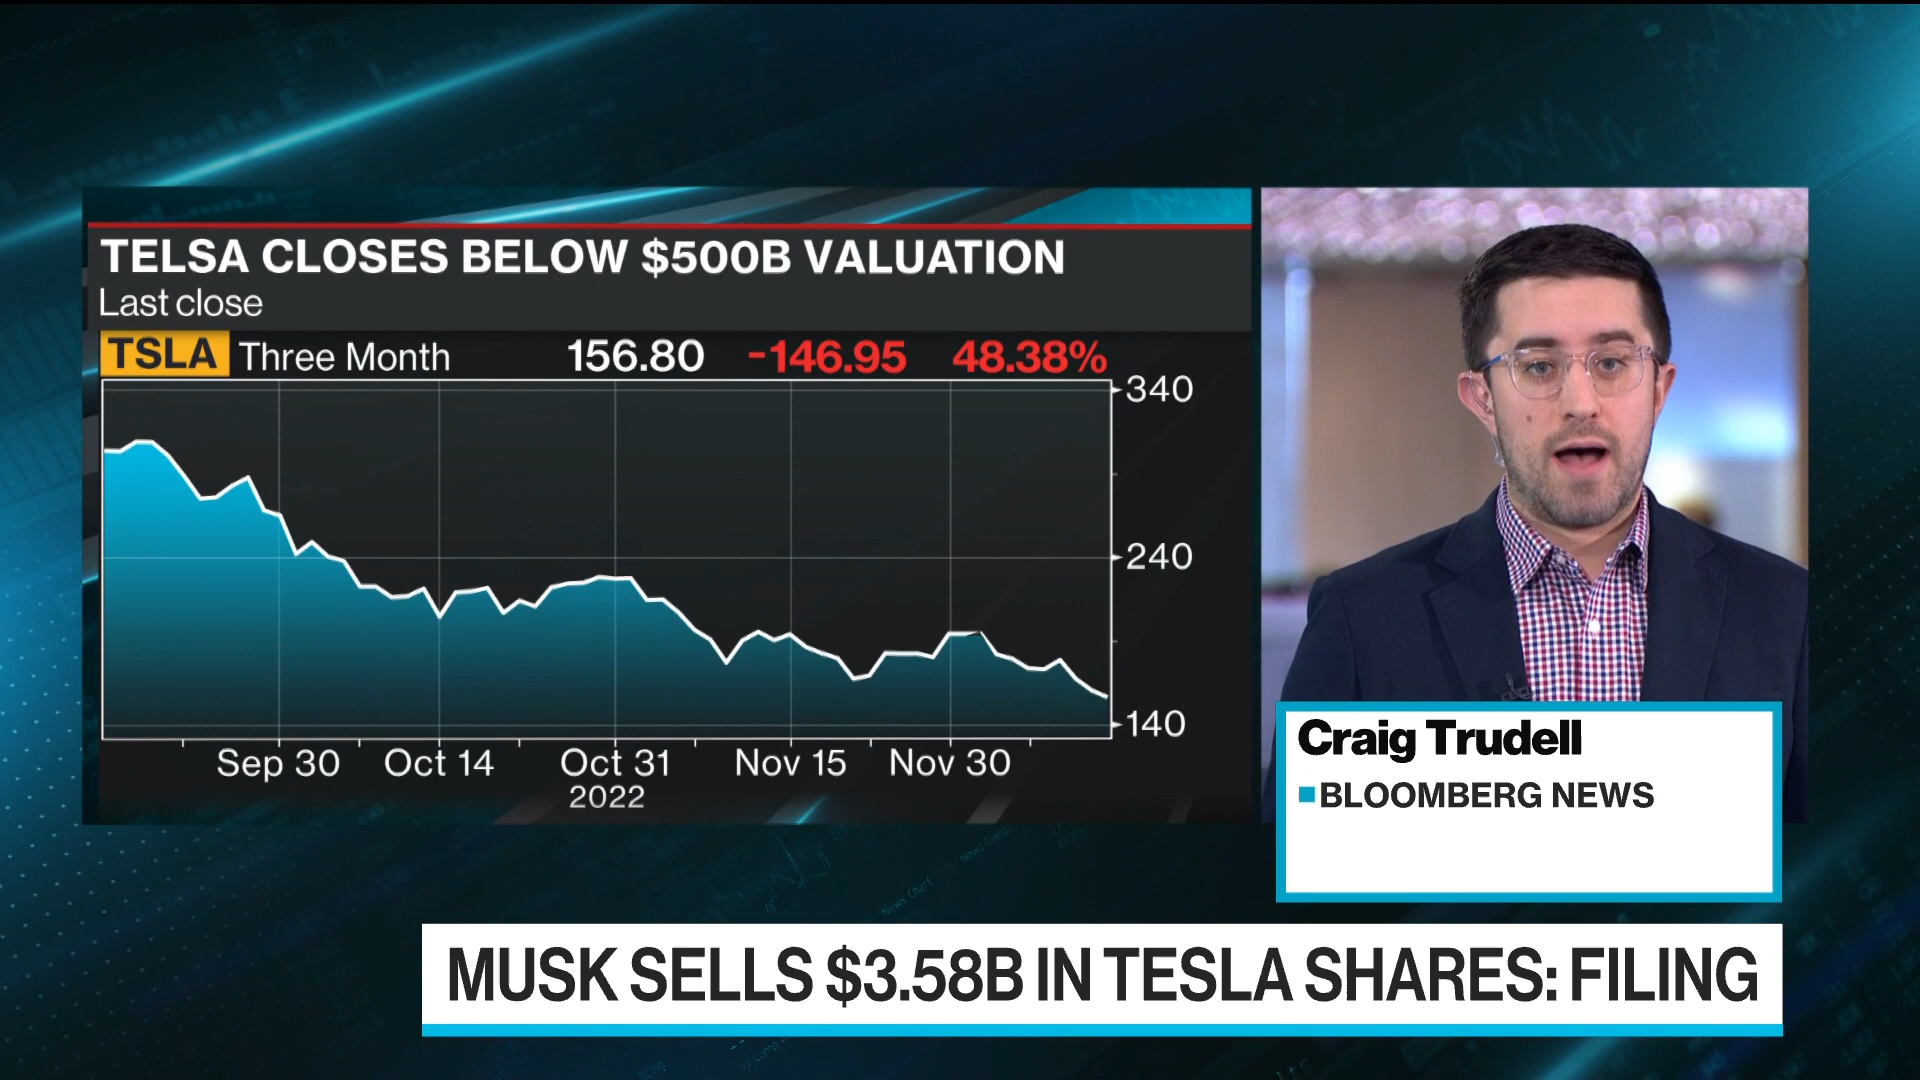 TELSA CLOSES BELOW $500B VALUATION
Last close
TSLA Three Month 156.80 -146.95 48.38%
340
240
140
Sep 30 Oct 14 Oct 31 Nov 15 Nov 30
2022
Craig Trudell
BLOOMBERG NEWS
MUSK SELLS $3.58B IN TESLA SHARES: FILING